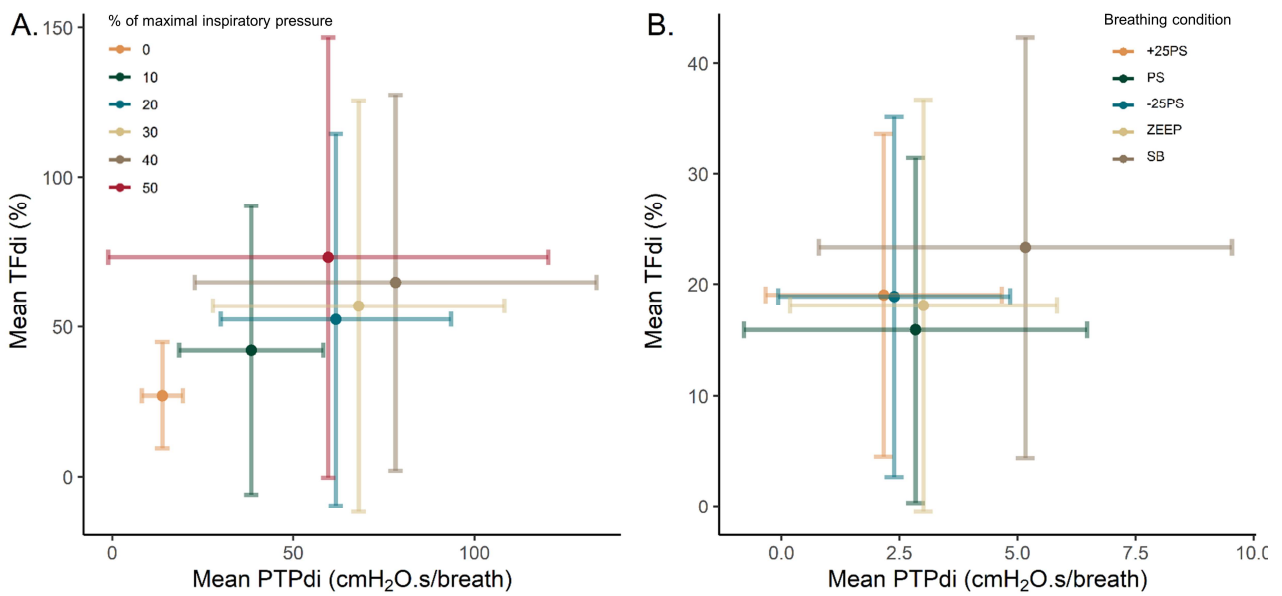 A.
% of maximal inspiratory pressure
0
10
20
30
40
50
150
100
50
0
Mean TFdi (%)
0
50
100
Mean PTPdi (cmH₂O.s/breath)
B.
Breathing condition
+25PS
PS
-25PS
ZEEP
SB
40
30
20
10
0
Mean TFdi (%)
0.0
2.5
5.0
7.5
10.0
Mean PTPdi (cmH₂O.s/breath)